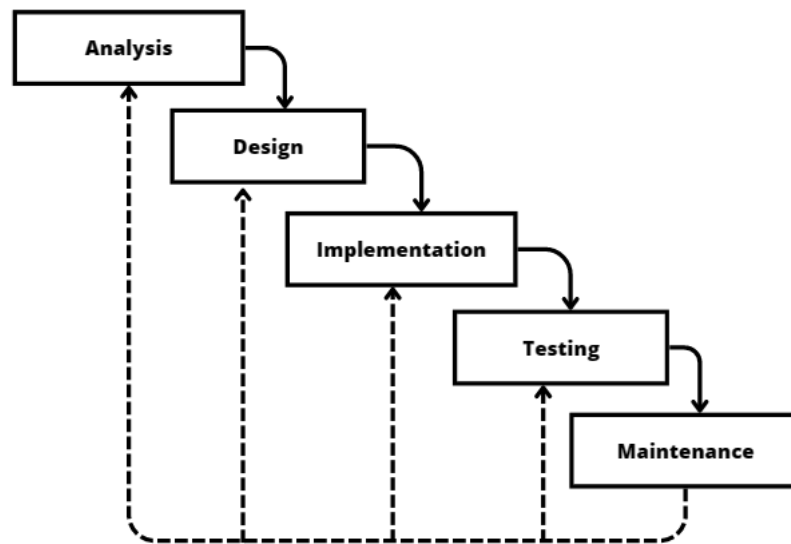 Analysis
Design
Implementation
Testing
Maintenance